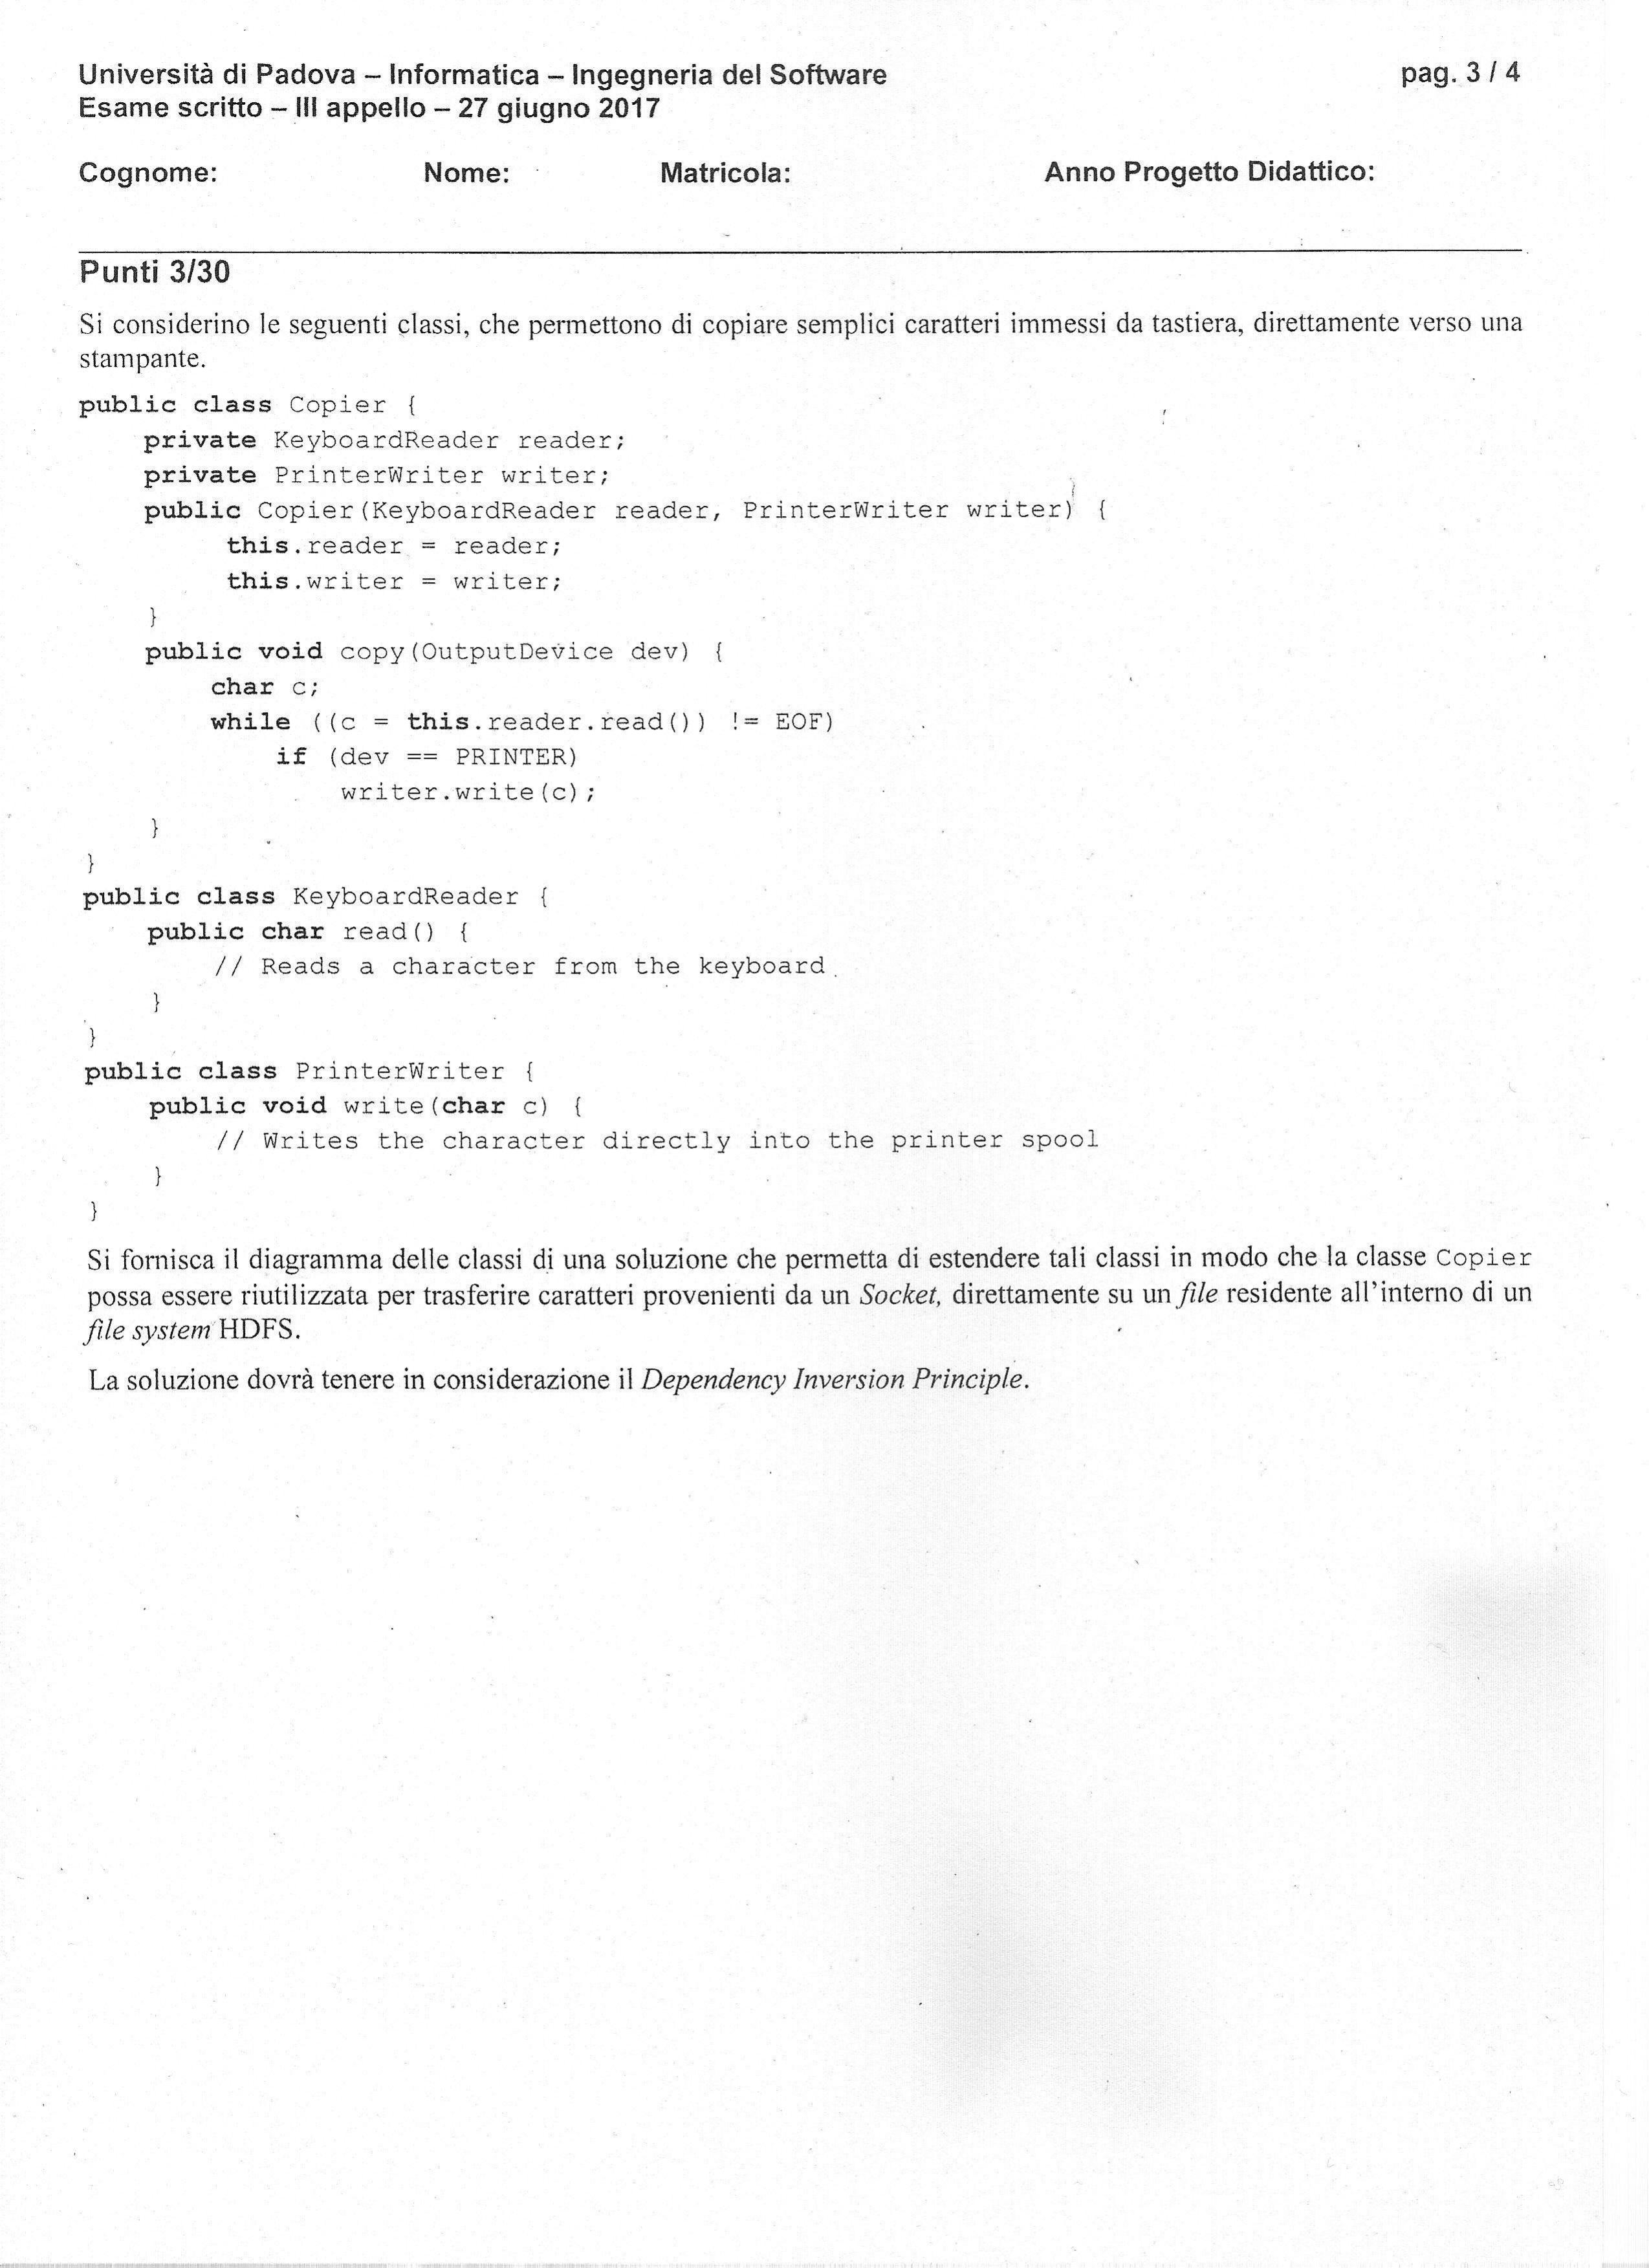 Università di Padova – Informatica – Ingegneria del Software pag. 3 / 4
Esame scritto – III appello – 27 giugno 2017
Cognome: Nome: Matricola: Anno Progetto Didattico:
Punti 3/30
Si considerino le seguenti classi, che permettono di copiare semplici caratteri immessi da tastiera, direttamente verso una
stampante.
public class Copier {
private KeyboardReader reader;
private PrinterWriter writer;
public Copier(KeyboardReader reader, PrinterWriter writer) {
this.reader = reader;
this.writer = writer;
}
public void copy(OutputDevice dev) {
char c;
while ((c = this.reader.read()) != EOF)
if (dev == PRINTER)
writer.write(c);
}
}
public class KeyboardReader {
public char read() {
// Reads a character from the keyboard
}
}
public class PrinterWriter {
public void write(char c) {
// Writes the character directly into the printer spool
}
}
Si fornisca il diagramma delle classi di una soluzione che permetta di estendere tali classi in modo che la classe Copier
possa essere riutilizzata per trasferire caratteri provenienti da un Socket, direttamente su un file residente all'interno di un
file system HDFS.
La soluzione dovrà tenere in considerazione il Dependency Inversion Principle.